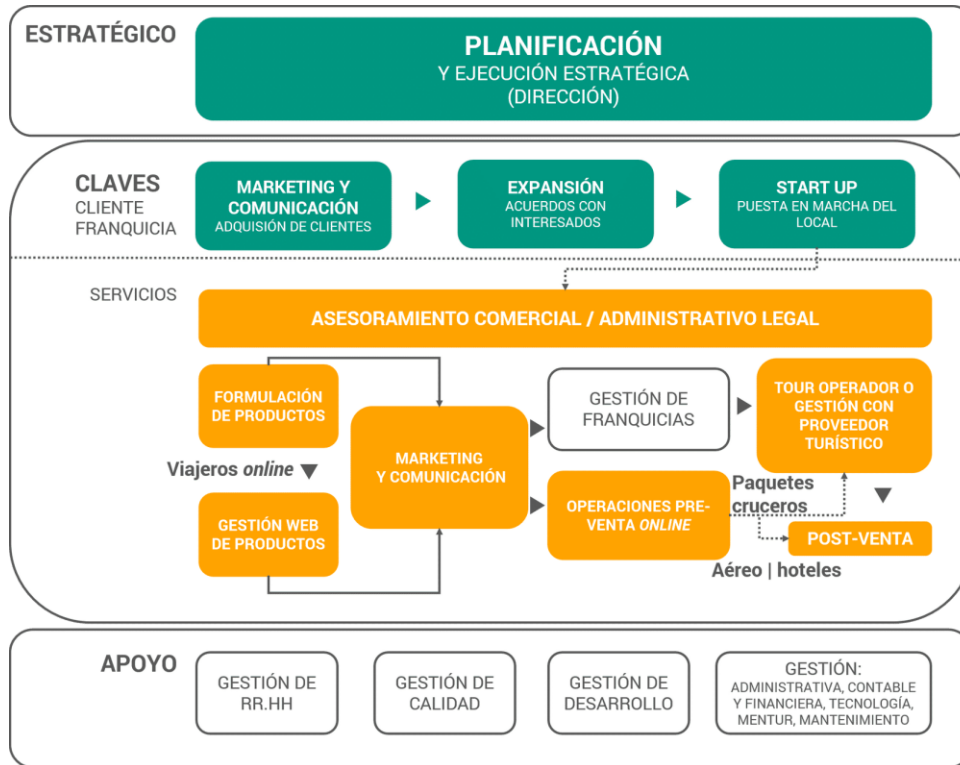 ESTRATÉGICO
PLANIFICACIÓN
Y EJECUCIÓN ESTRATÉGICA
(DIRECCIÓN)
CLAVES
CLIENTE
FRANQUICIA
MARKETING Y
COMUNICACIÓN
ADQUISIÓN DE CLIENTES
EXPANSIÓN
ACUERDOS CON
INTERESADOS
START UP
PUESTA EN MARCHA DEL
LOCAL
SERVICIOS
ASESORAMIENTO COMERCIAL / ADMINISTRATIVO LEGAL
FORMULACIÓN
DE PRODUCTOS
Viajeros online
GESTIÓN WEB
DE PRODUCTOS
MARKETING
Y COMUNICACIÓN
GESTIÓN DE
FRANQUICIAS
OPERACIONES PRE-
VENTA ONLINE
TOUR OPERADOR O
GESTIÓN CON
PROVEEDOR
TURÍSTICO
Paquetes
cruceros
POST-VENTA
Aéreo | hoteles
APOYO
GESTIÓN DE
RR.HH
GESTIÓN DE
CALIDAD
GESTIÓN DE
DESARROLLO
GESTIÓN:
ADMINISTRATIVA, CONTABLE
Y FINANCIERA, TECNOLOGÍA,
MENTUR, MANTENIMIENTO